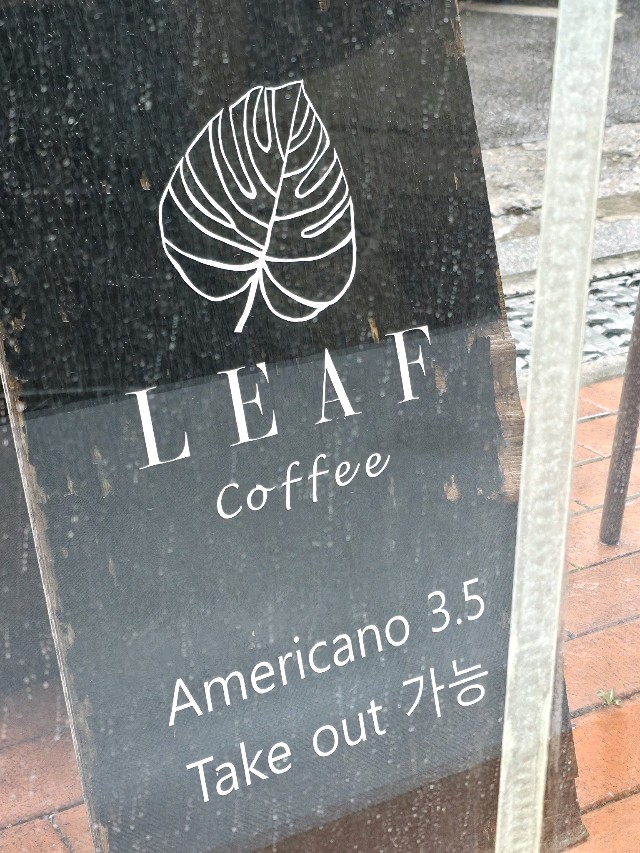 LEAF
Coffee
Americano 3.5
Take out 가능